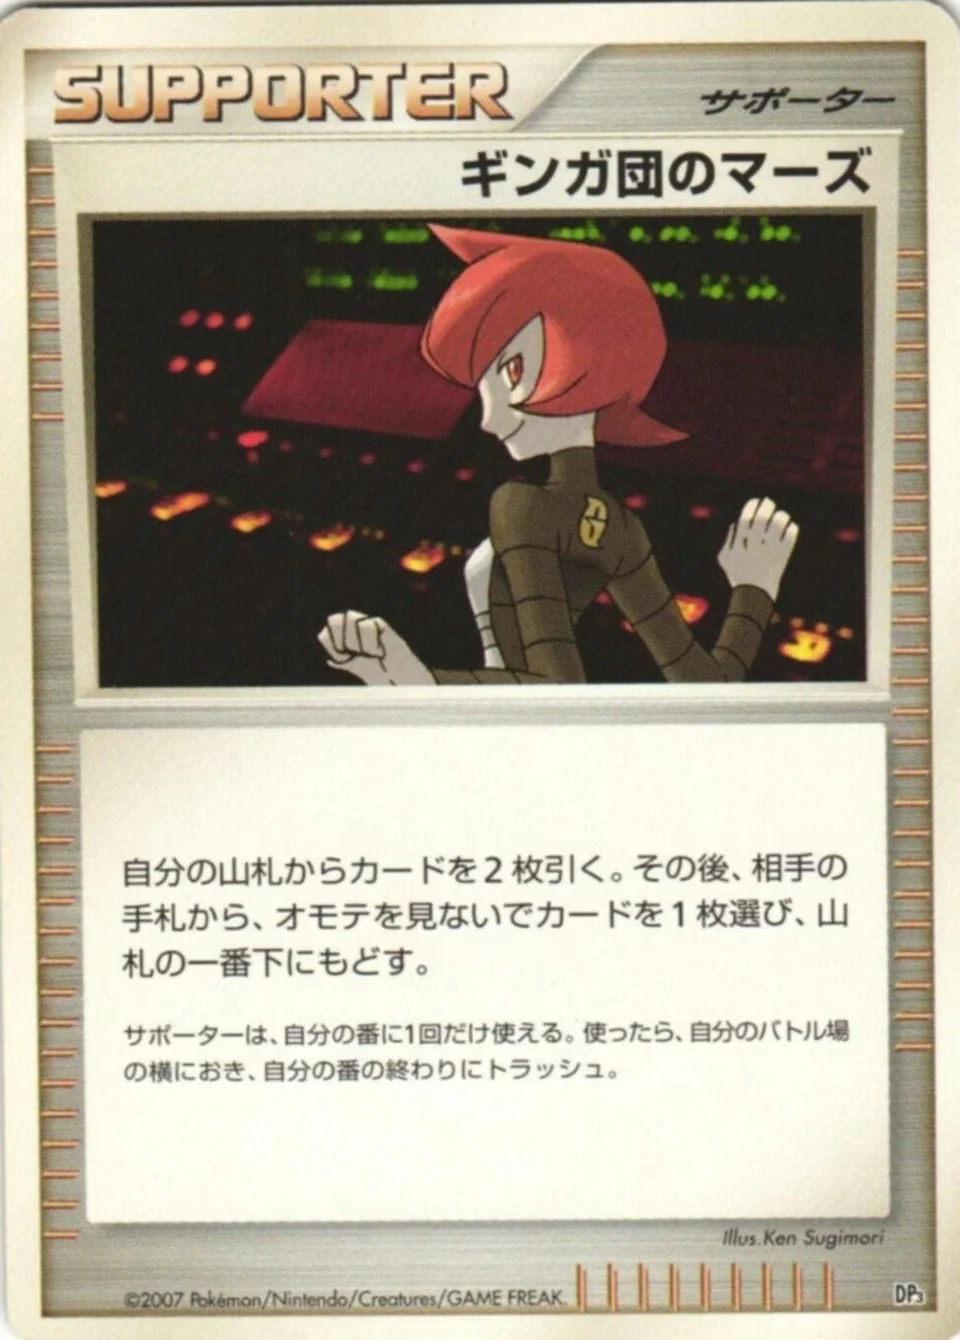 SUPPORTER
サポーター
ギンガ団のマーズ
自分の山札からカードを2枚引く。その後、相手の
手札から、オモテを見ないでカードを1枚選び、山
札の一番下にもどす。
サポーターは、自分の番に1回だけ使える。使ったら、自分のバトル場
の横におき、自分の番の終わりにトラッシュ。
Illus.Ken Sugimori
©2007 Pokémon/Nintendo/Creatures/GAME FREAK.
DP3